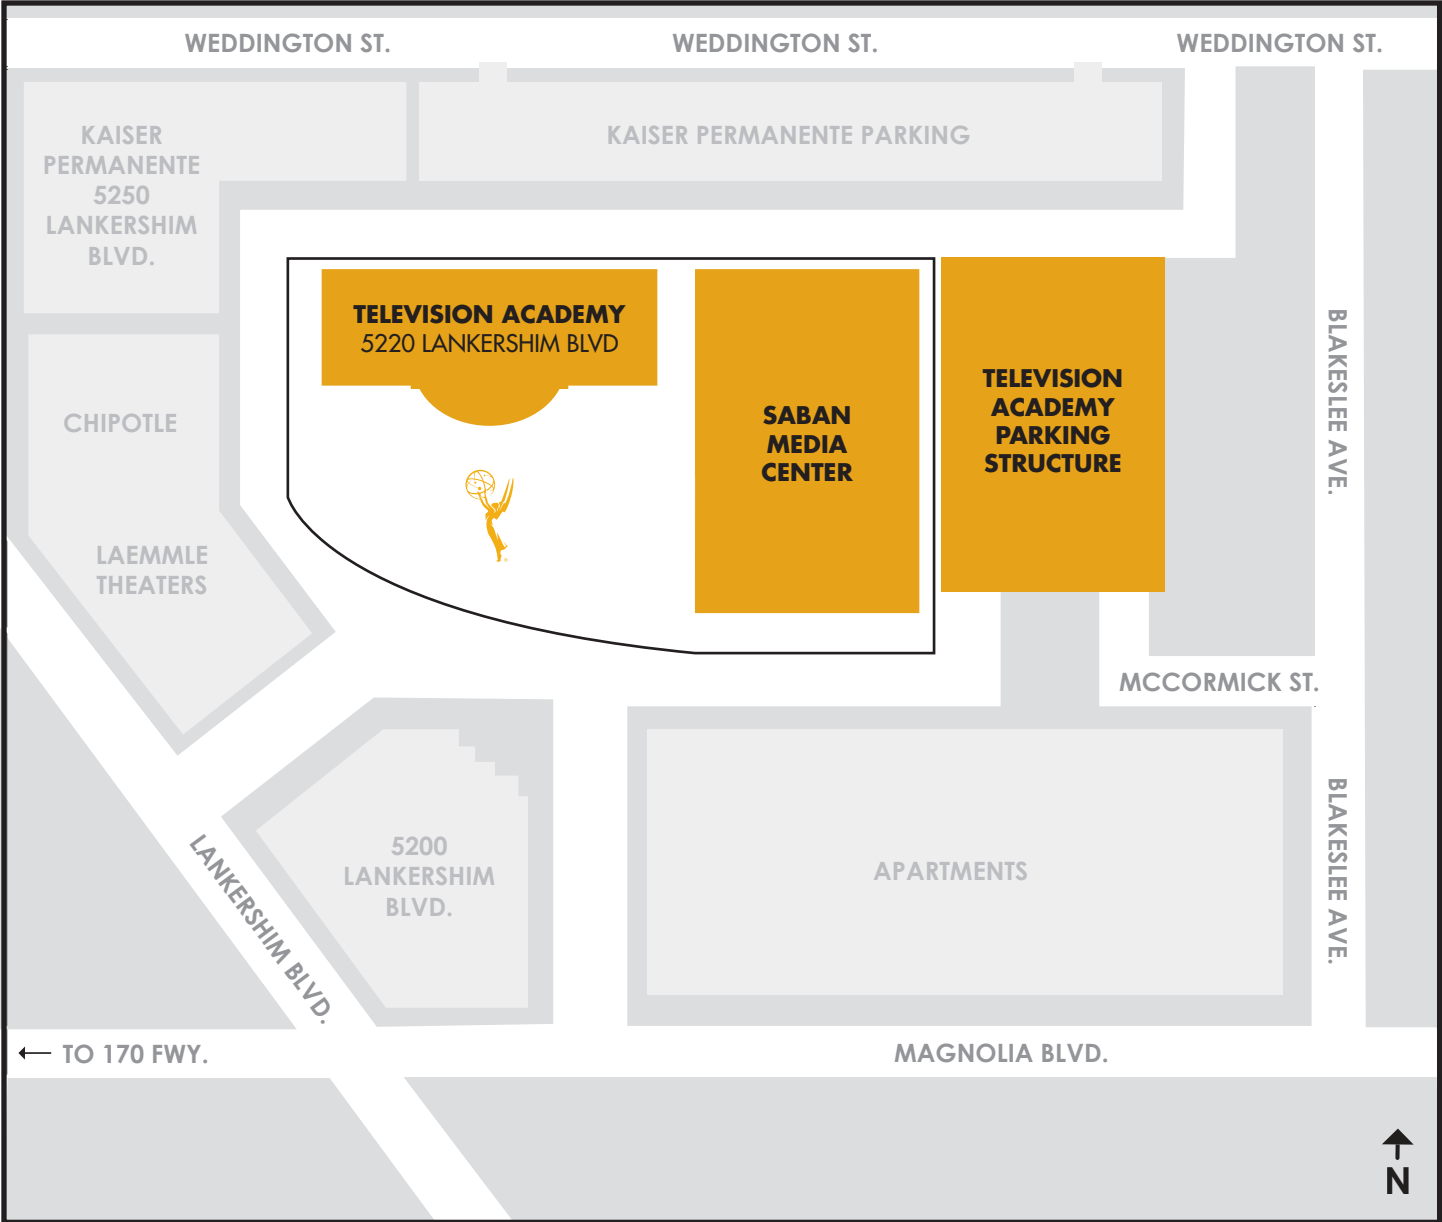 WEDDINGTON ST.
WEDDINGTON ST.
WEDDINGTON ST.
KAISER
PERMANENTE
5250
LANKERSHIM
BLVD.
KAISER PERMANENTE PARKING
TELEVISION ACADEMY
5220 LANKERSHIM BLVD
SABAN
MEDIA
CENTER
TELEVISION
ACADEMY
PARKING
STRUCTURE
BLAKESLEE AVE.
CHIPOTLE
LAEMMLE
THEATERS
MCCORMICK ST.
5200
LANKERSHIM
BLVD.
LANKERSHIM BLVD.
APARTMENTS
BLAKESLEE AVE.
TO 170 FWY.
MAGNOLIA BLVD.
N